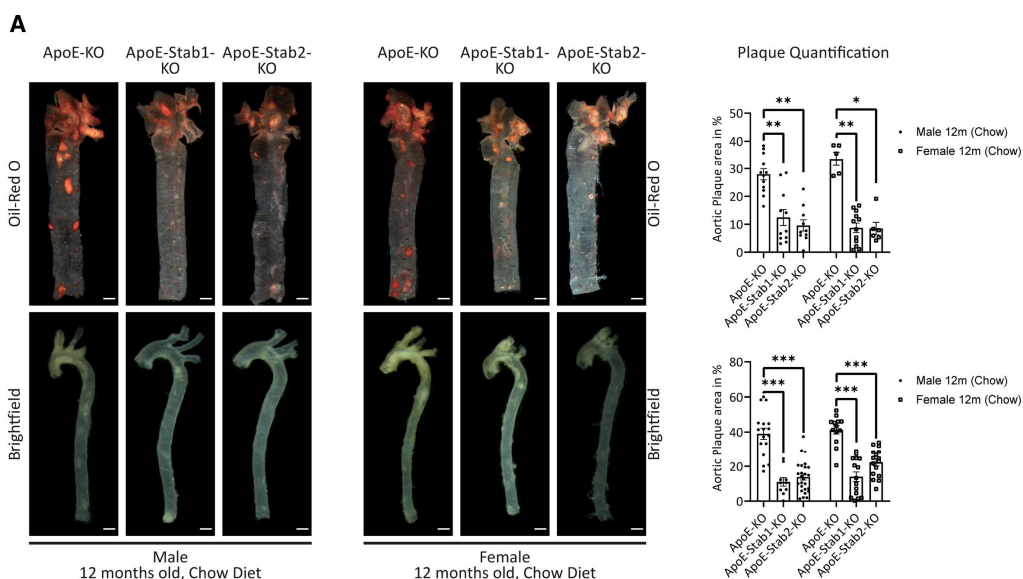 A
ApoE-KO
ApoE-Stab1-
KO
ApoE-Stab2-
KO
Oil-Red O
Brightfield
Male
12 months old, Chow Diet
ApoE-KO
ApoE-Stab1-
KO
ApoE-Stab2-
KO
Oil-Red O
Brightfield
Female
12 months old, Chow Diet
Plaque Quantification
Aortic Plaque area in %
50
40
30
20
10
0
**
**
*
**
Male 12m (Chow)
Female 12m (Chow)
ApoE-KO
ApoE-Stab1-KO
ApoE-Stab2-KO
ApoE-KO
ApoE-Stab1-KO
ApoE-Stab2-KO
Aortic Plaque area in %
80
60
40
20
0
***
***
***
***
Male 12m (Chow)
Female 12m (Chow)
ApoE-KO
ApoE-Stab1-KO
ApoE-Stab2-KO
ApoE-KO
ApoE-Stab1-KO
ApoE-Stab2-KO